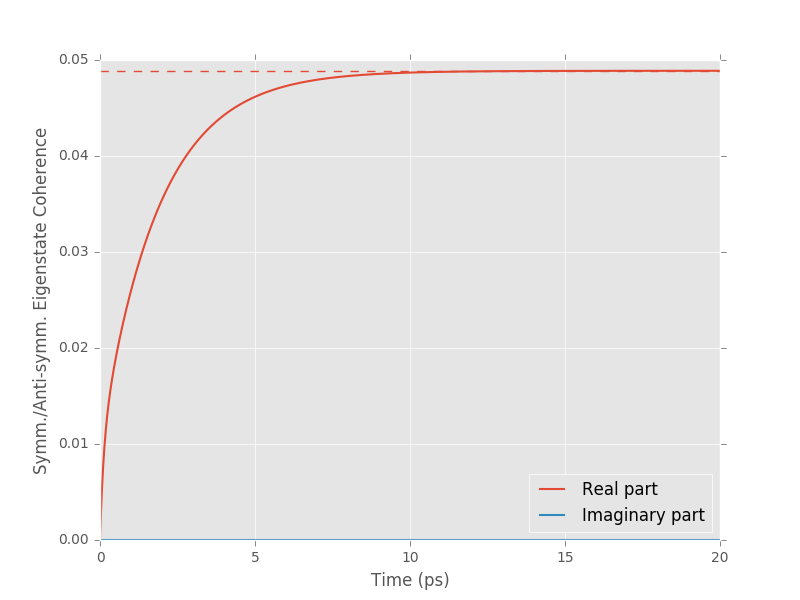 0.05
0.04
0.03
0.02
0.01
0.00
Symm./Anti-symm. Eigenstate Coherence
Real part
Imaginary part
0
5
10
15
20
Time (ps)